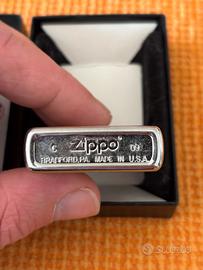 C Zippo® 09
BRADFORD,PA. MADE IN U.S.A.
SUBITO